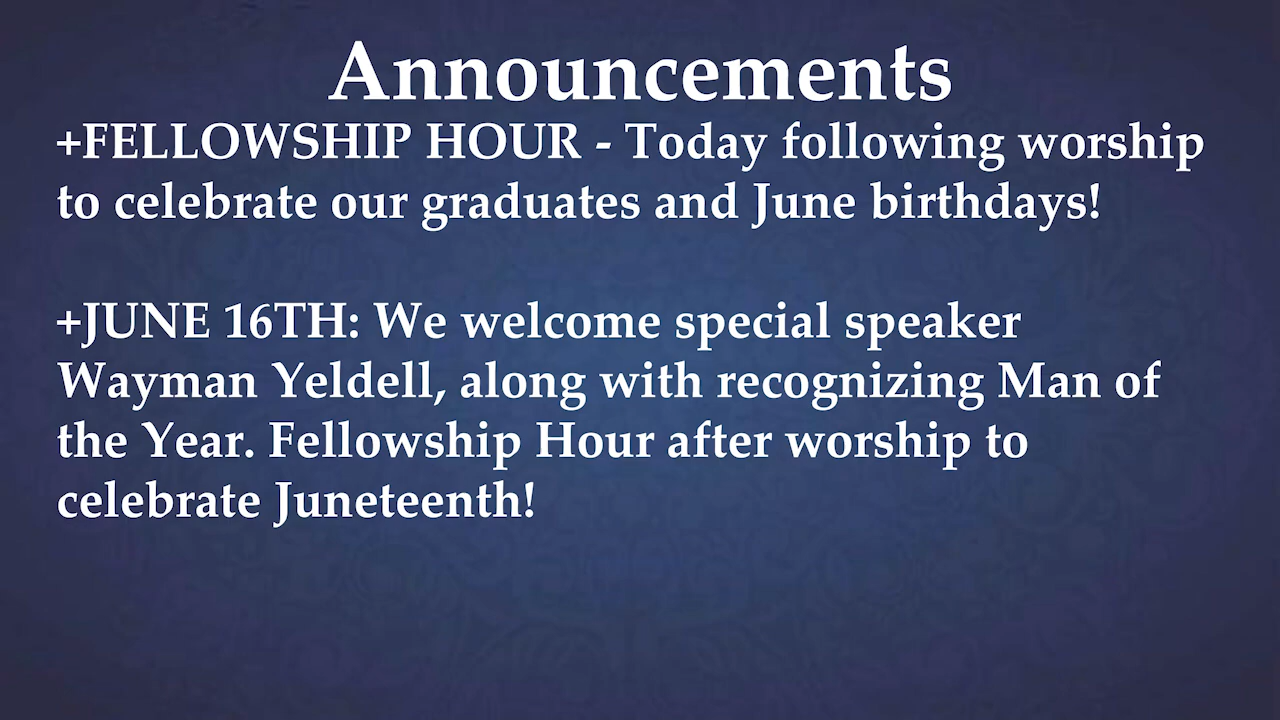 Announcements
+FELLOWSHIP HOUR - Today following worship
to celebrate our graduates and June birthdays!
+JUNE 16TH: We welcome special speaker
Wayman Yeldell, along with recognizing Man of
the Year. Fellowship Hour after worship to
celebrate Juneteenth!